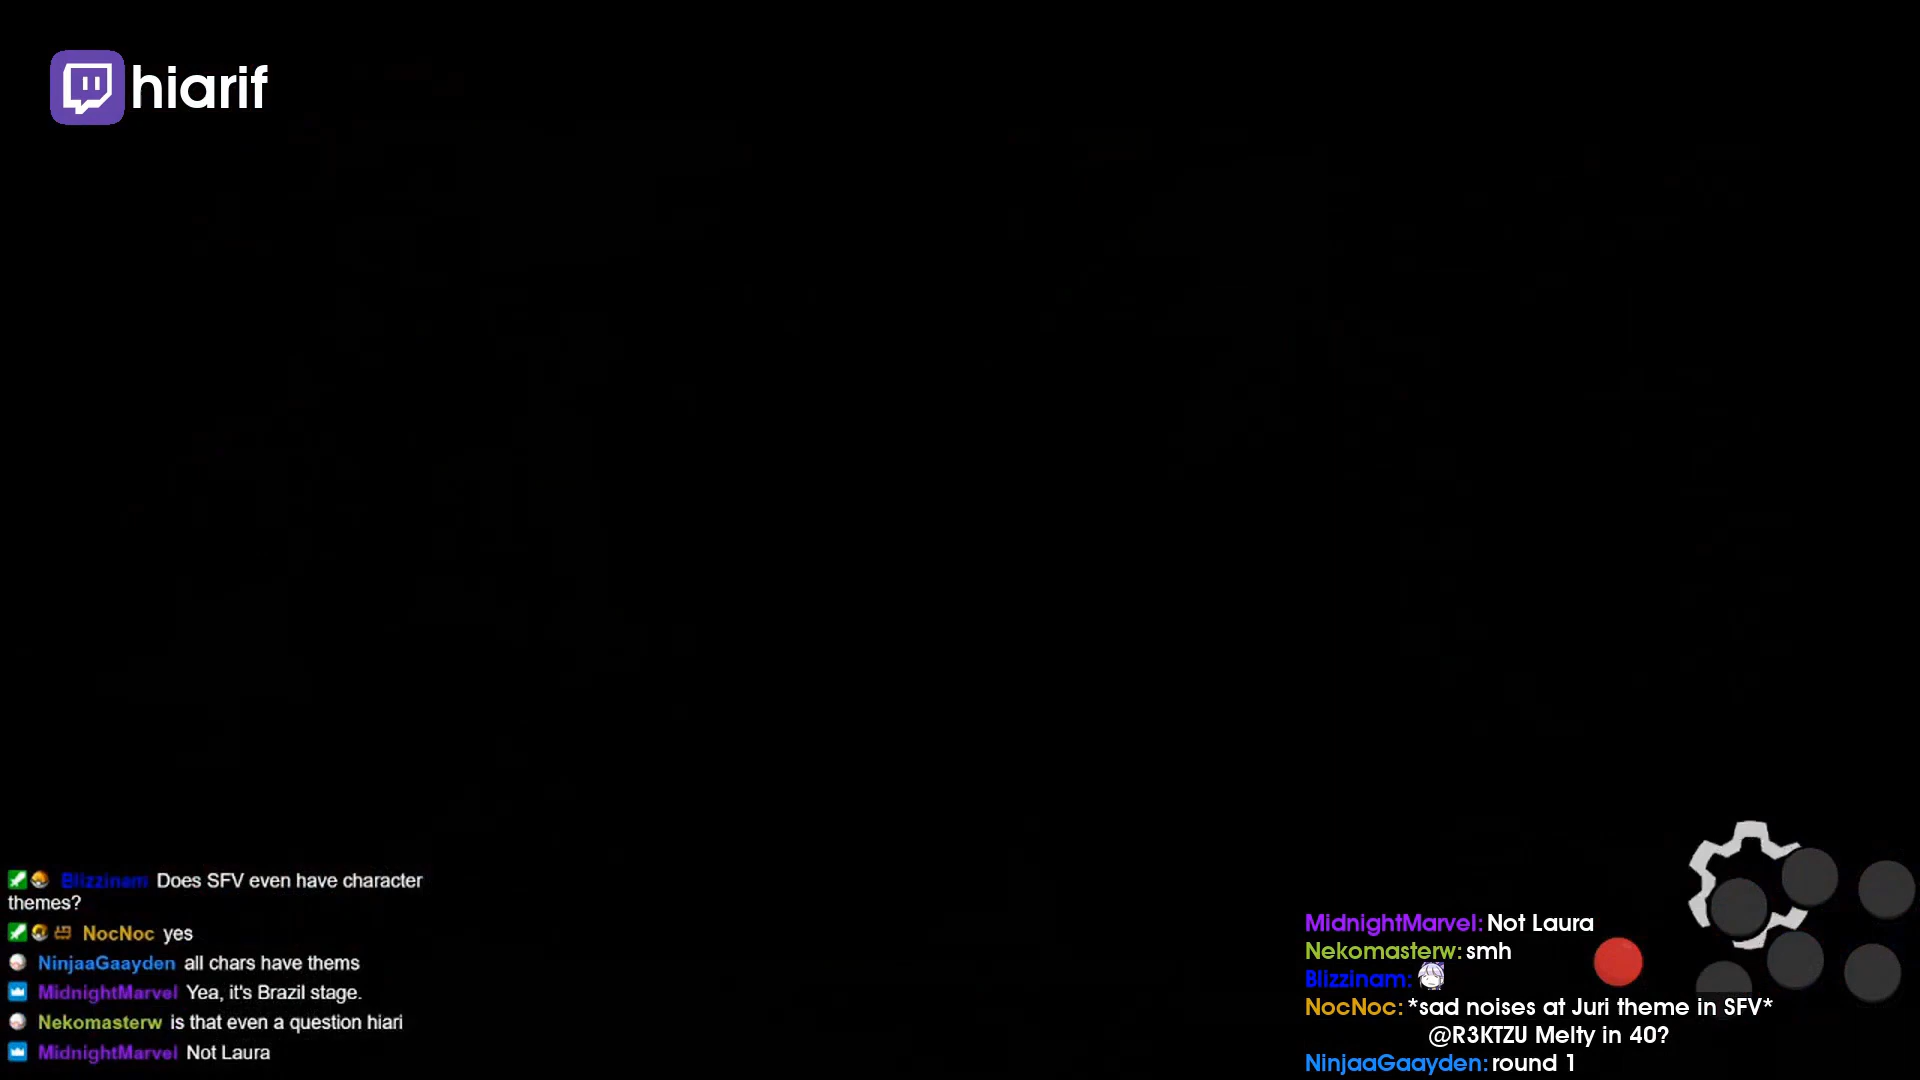 hiarif
Blizzinam Does SFV even have character
themes?
NocNoc yes
NinjaaGaayden all chars have thems
MidnightMarvel Yea, it's Brazil stage.
Nekomasterw is that even a question hiari
MidnightMarvel Not Laura
MidnightMarvel: Not Laura
Nekomasterw: smh
Blizzinam:
NocNoc: *sad noises at Juri theme in SFV*
@R3KTZU Melty in 40?
NinjaaGaayden: round 1